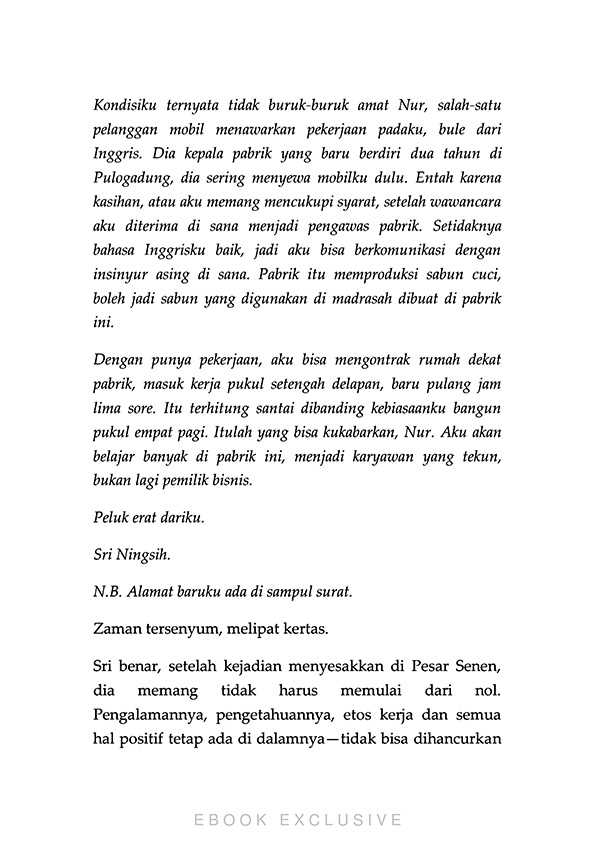 Kondisiku ternyata tidak buruk-buruk amat Nur, salah-satu
pelanggan mobil menawarkan pekerjaan padaku, bule dari
Inggris. Dia kepala pabrik yang baru berdiri dua tahun di
Pulogadung, dia sering menyewa mobilku dulu. Entah karena
kasihan, atau aku memang mencukupi syarat, setelah wawancara
aku diterima di sana menjadi pengawas pabrik. Setidaknya
bahasa Inggrisku baik, jadi aku bisa berkomunikasi dengan
insinyur asing di sana. Pabrik itu memproduksi sabun cuci,
boleh jadi sabun yang digunakan di madrasah dibuat di pabrik
ini.
Dengan punya pekerjaan, aku bisa mengontrak rumah dekat
pabrik, masuk kerja pukul setengah delapan, baru pulang jam
lima sore. Itu terhitung santai dibanding kebiasaanku bangun
pukul empat pagi. Itulah yang bisa kukabarkan, Nur. Aku akan
belajar banyak di pabrik ini, menjadi karyawan yang tekun,
bukan lagi pemilik bisnis.
Peluk erat dariku.
Sri Ningsih.
N.B. Alamat baruku ada di sampul surat.
Zaman tersenyum, melipat kertas.
Sri benar, setelah kejadian menyesakkan di Pesar Senen,
dia memang tidak harus memulai dari nol.
Pengalamannya, pengetahuannya, etos kerja dan semua
hal positif tetap ada di dalamnya—tidak bisa dihancurkan
EBOOK EXCLUSIVE